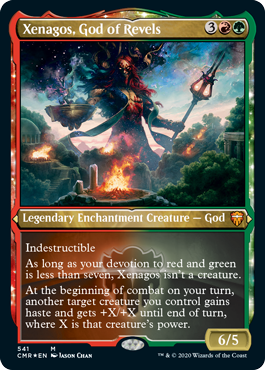 Xenagos, God of Revels 3
Legendary Enchantment Creature — God
Indestructible
As long as your devotion to red and green
is less than seven, Xenagos isn't a creature.
At the beginning of combat on your turn,
another target creature you control gains
haste and gets +X/+X until end of turn,
where X is that creature's power.
6/5
541 M
CMR ★ EN Jason Chan
™ & © 2020 Wizards of the Coast